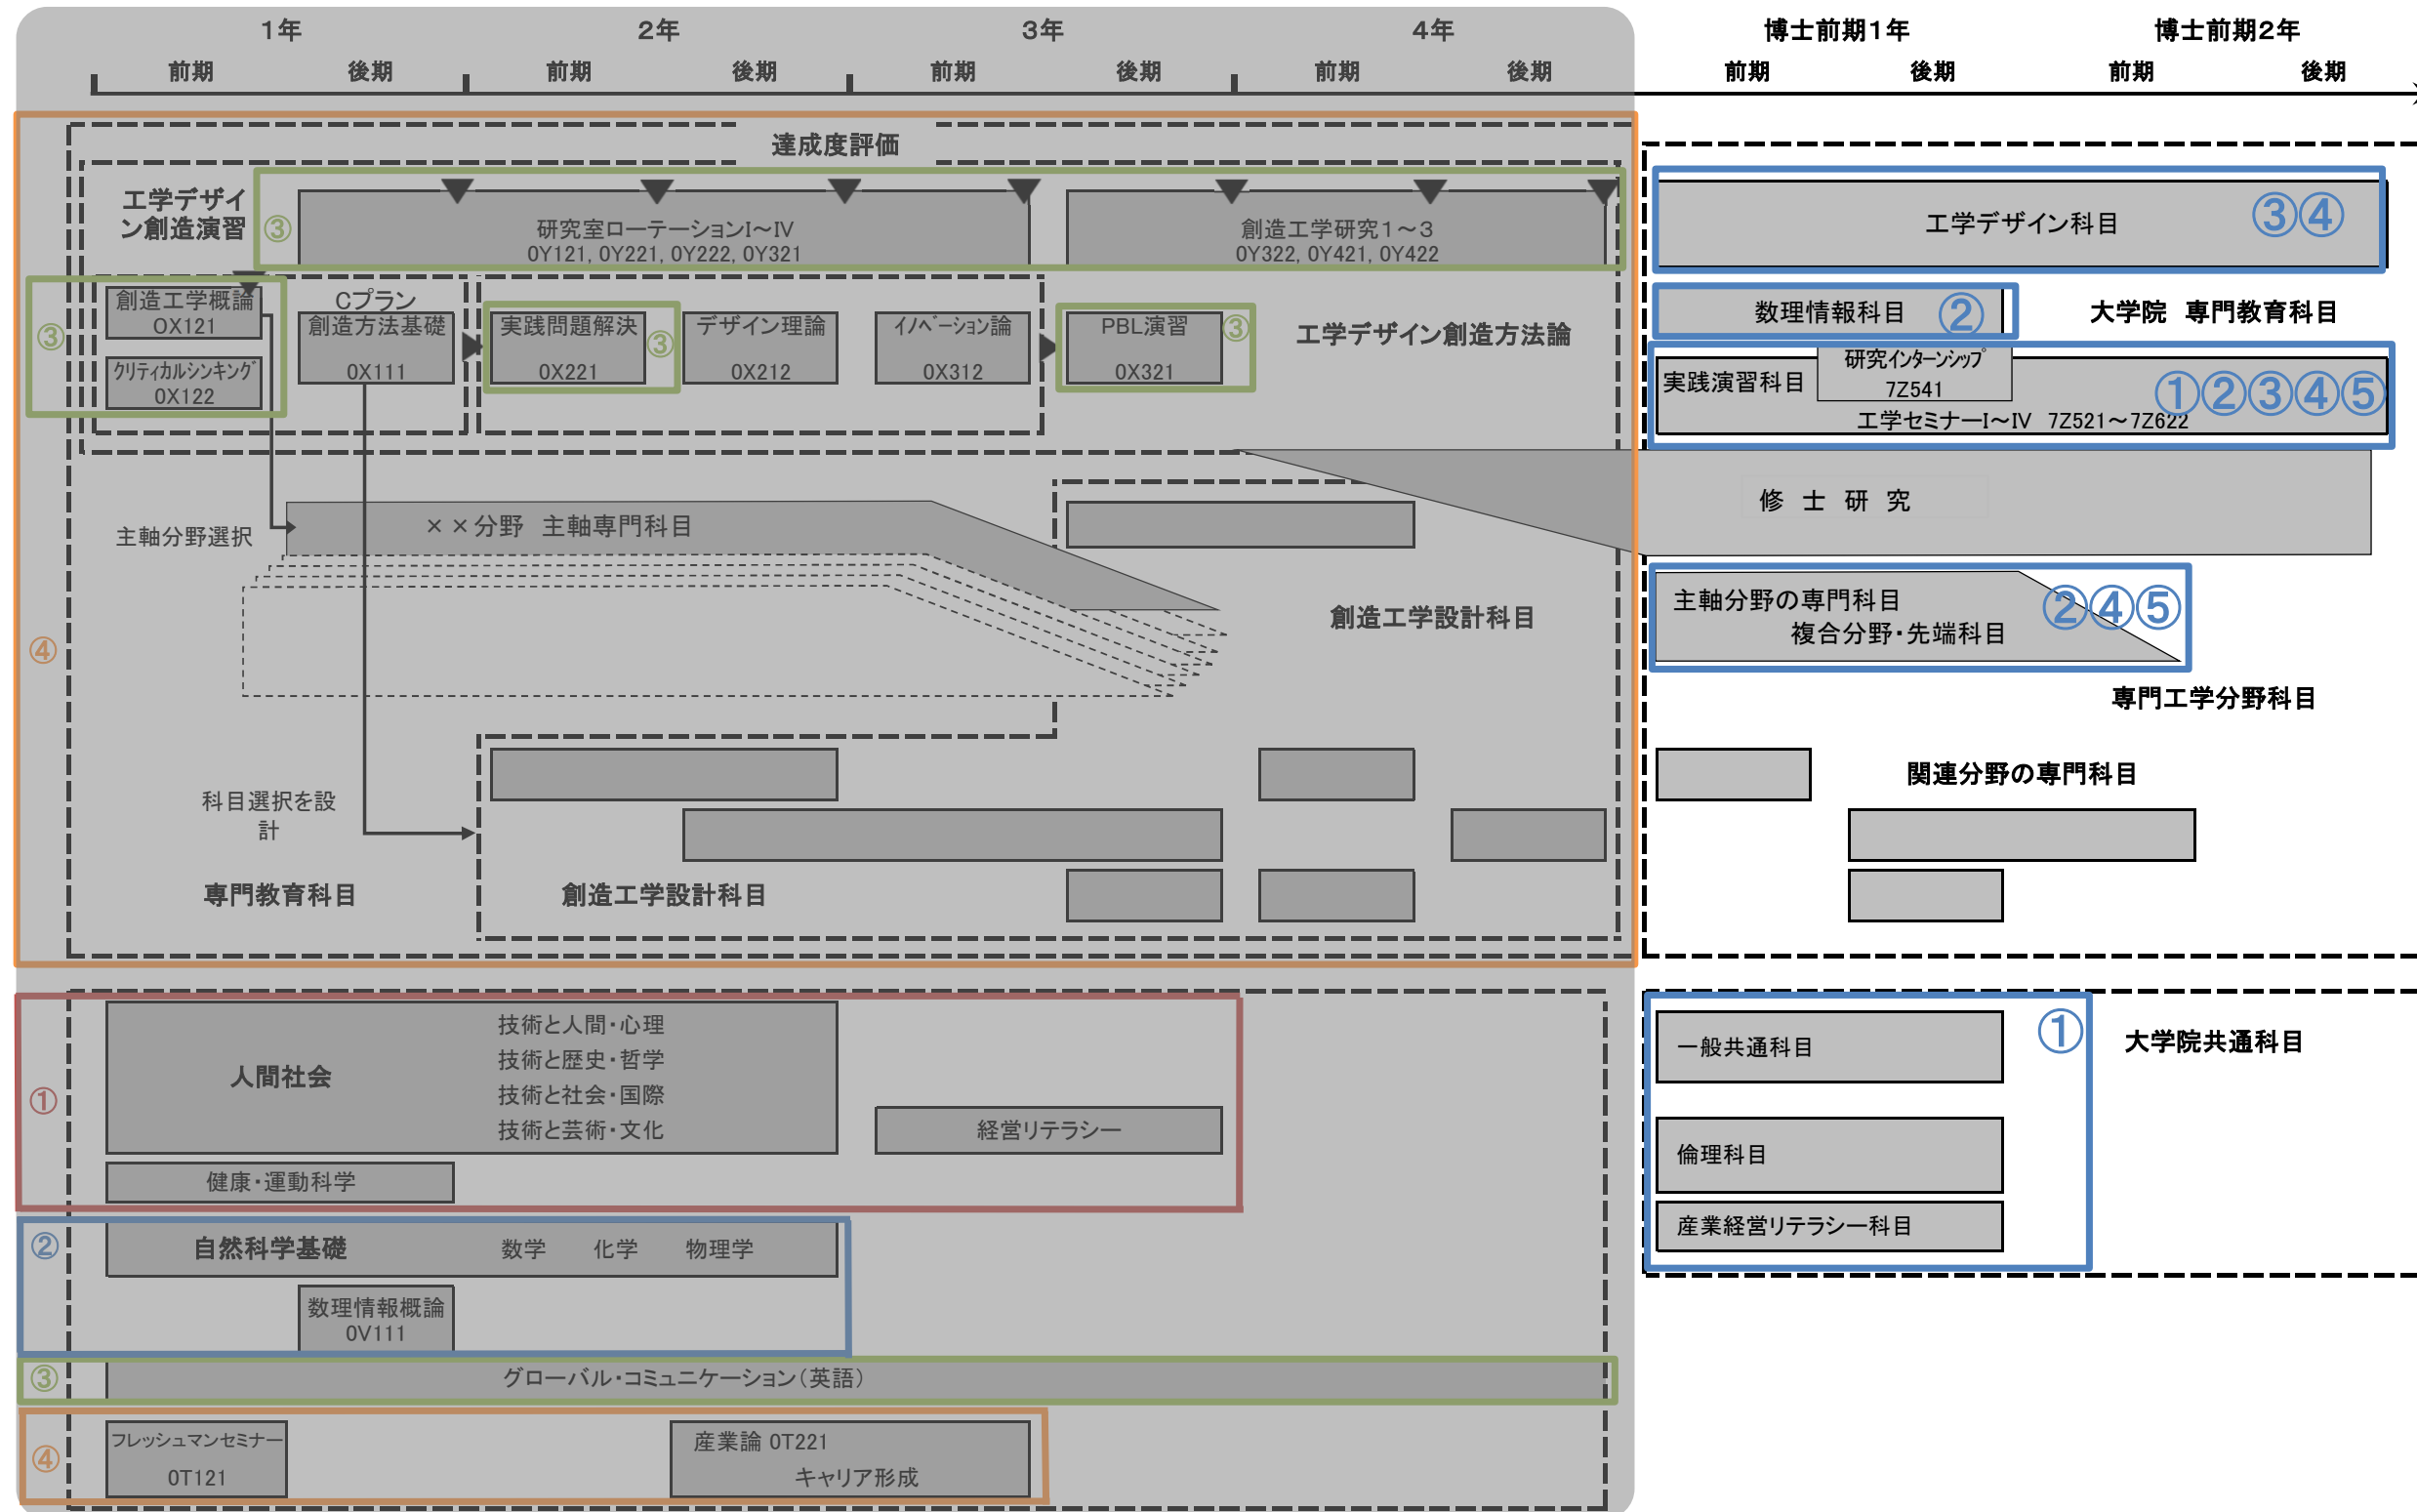 1年
2年
3年
4年
博士前期1年
博士前期2年
前期
後期
前期
後期
前期
後期
前期
後期
前期
後期
前期
後期
達成度評価
工学デザイ
ン創造演習
③
研究室ローテーションI～IV
0Y121, 0Y221, 0Y222, 0Y321
創造工学研究1～3
0Y322, 0Y421, 0Y422
工学デザイン科目
③④
③
創造工学概論
OX121
クリティカルシンキング
0X122
Cプラン
創造方法基礎
0X111
実践問題解決
0X221
③
デザイン理論
0X212
イノベーション論
0X312
PBL演習
0X321
③
工学デザイン創造方法論
数理情報科目
②
大学院 専門教育科目
実践演習科目
研究インターンシップ
7Z541
①②③④⑤
工学セミナーI～IV 7Z521～7Z622
主軸分野選択
××分野 主軸専門科目
修 士 研 究
④
創造工学設計科目
主軸分野の専門科目
複合分野・先端科目
②④⑤
専門工学分野科目
科目選択を設
計
関連分野の専門科目
専門教育科目
創造工学設計科目
①
人間社会
技術と人間・心理
技術と歴史・哲学
技術と社会・国際
技術と芸術・文化
経営リテラシー
健康・運動科学
一般共通科目
①
大学院共通科目
倫理科目
産業経営リテラシー科目
②
自然科学基礎
数学 化学 物理学
数理情報概論
0V111
③
グローバル・コミュニケーション（英語）
④
フレッシュマンセミナー
0T121
産業論 0T221
キャリア形成